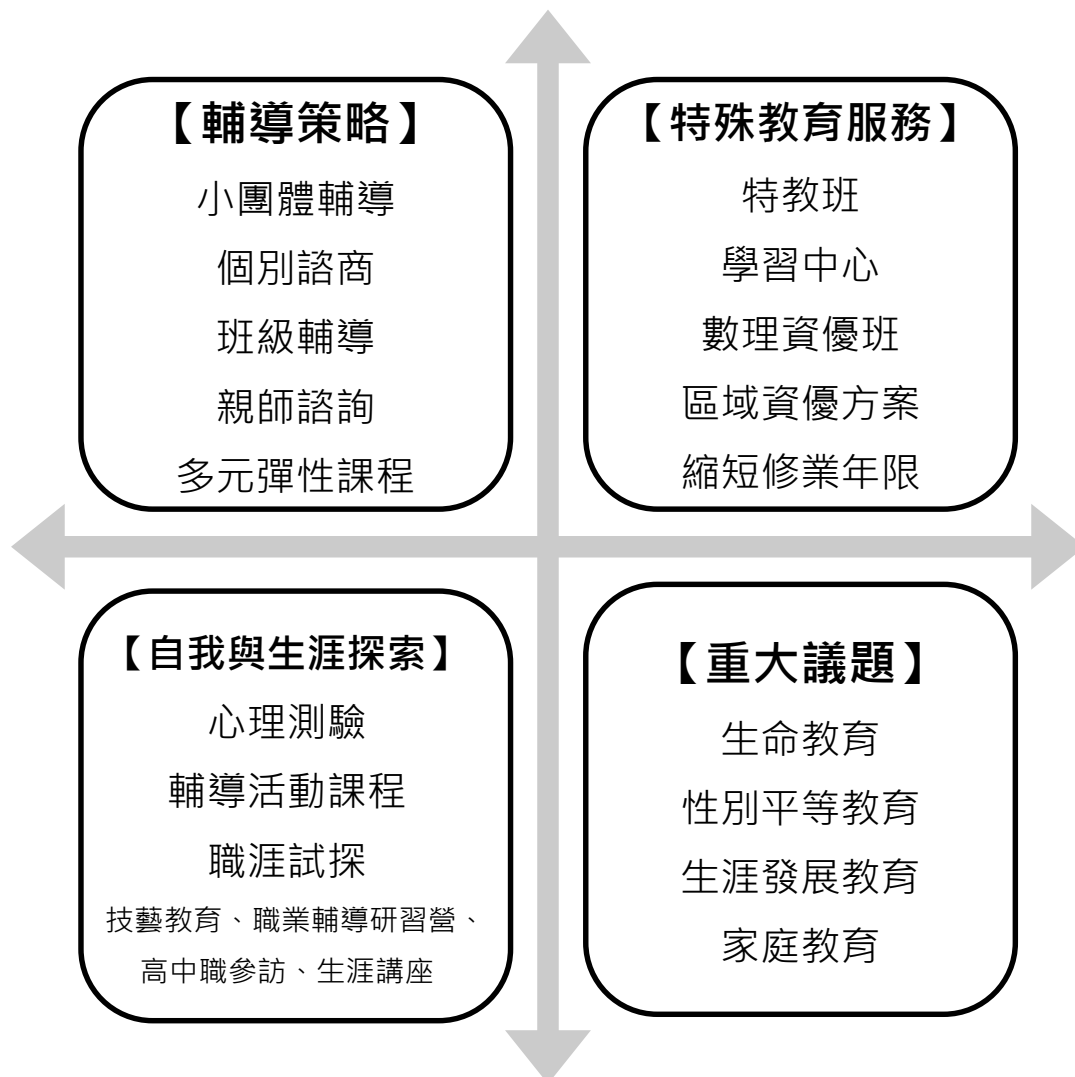 【輔導策略】
小團體輔導
個別諮商
班級輔導
親師諮詢
多元彈性課程
【特殊教育服務】
特教班
學習中心
數理資優班
區域資優方案
縮短修業年限
【自我與生涯探索】
心理測驗
輔導活動課程
職涯試探
技藝教育、職業輔導研習營、
高中職參訪、生涯講座
【重大議題】
生命教育
性別平等教育
生涯發展教育
家庭教育